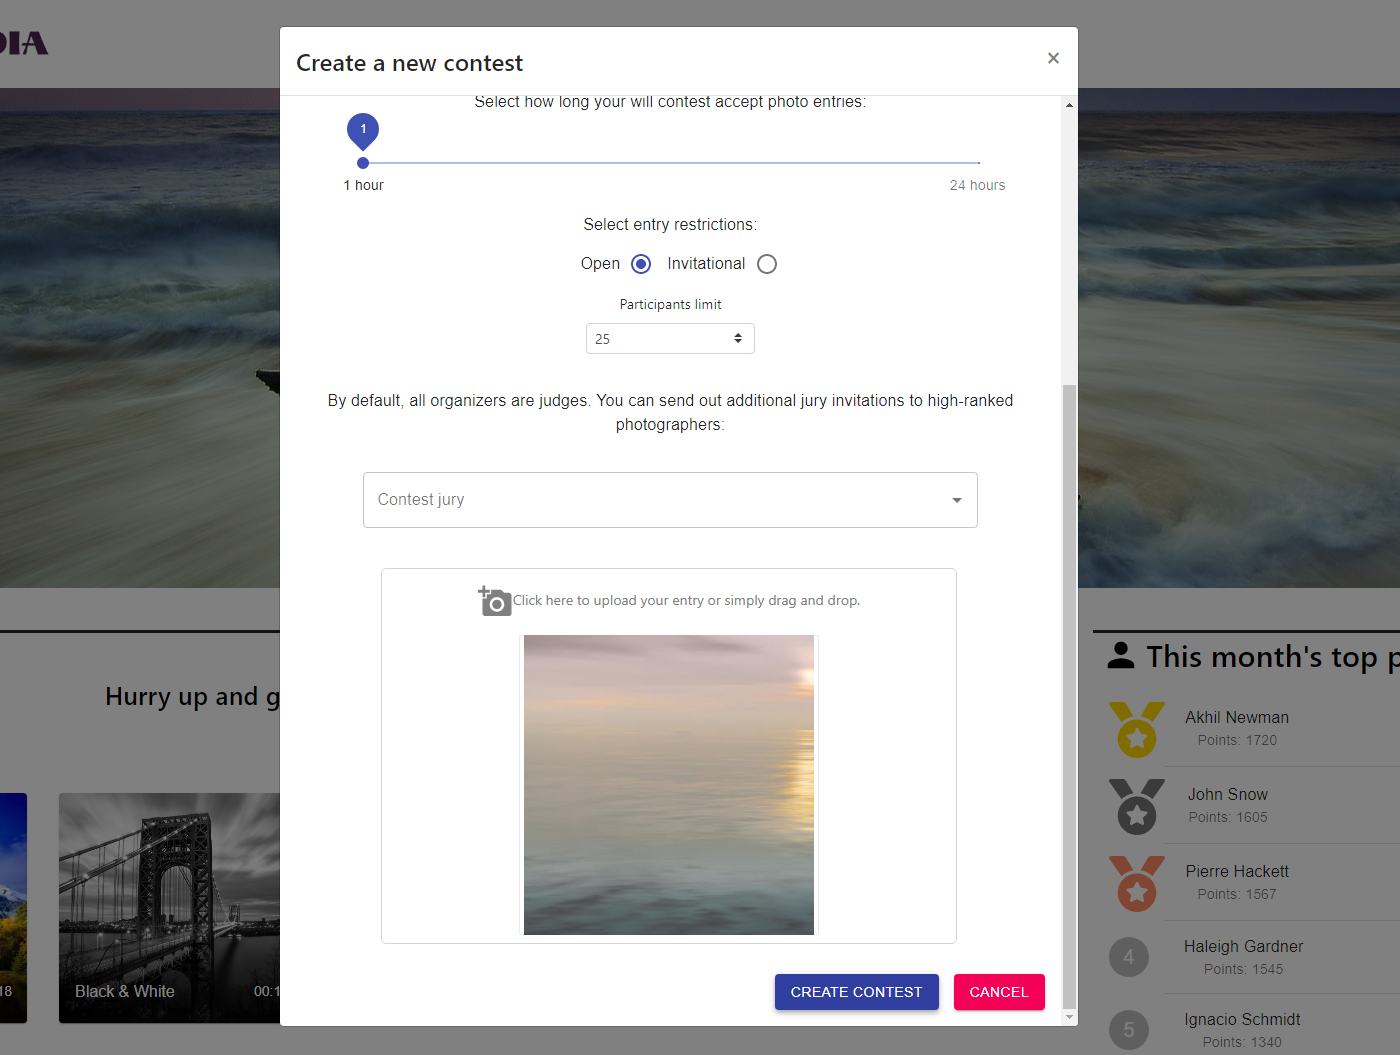 DIA
Create a new contest
×
Select how long your will contest accept photo entries:
1
1 hour
24 hours
Select entry restrictions:
Open
Invitational
Participants limit
25
By default, all organizers are judges. You can send out additional jury invitations to high-ranked
photographers:
Contest jury
Click here to upload your entry or simply drag and drop.
CREATE CONTEST
CANCEL
Hurry up and g
18
Black & White
00:1
This month's top p
Akhil Newman
Points: 1720
John Snow
Points: 1605
Pierre Hackett
Points: 1567
4
Haleigh Gardner
Points: 1545
5
Ignacio Schmidt
Points: 1340